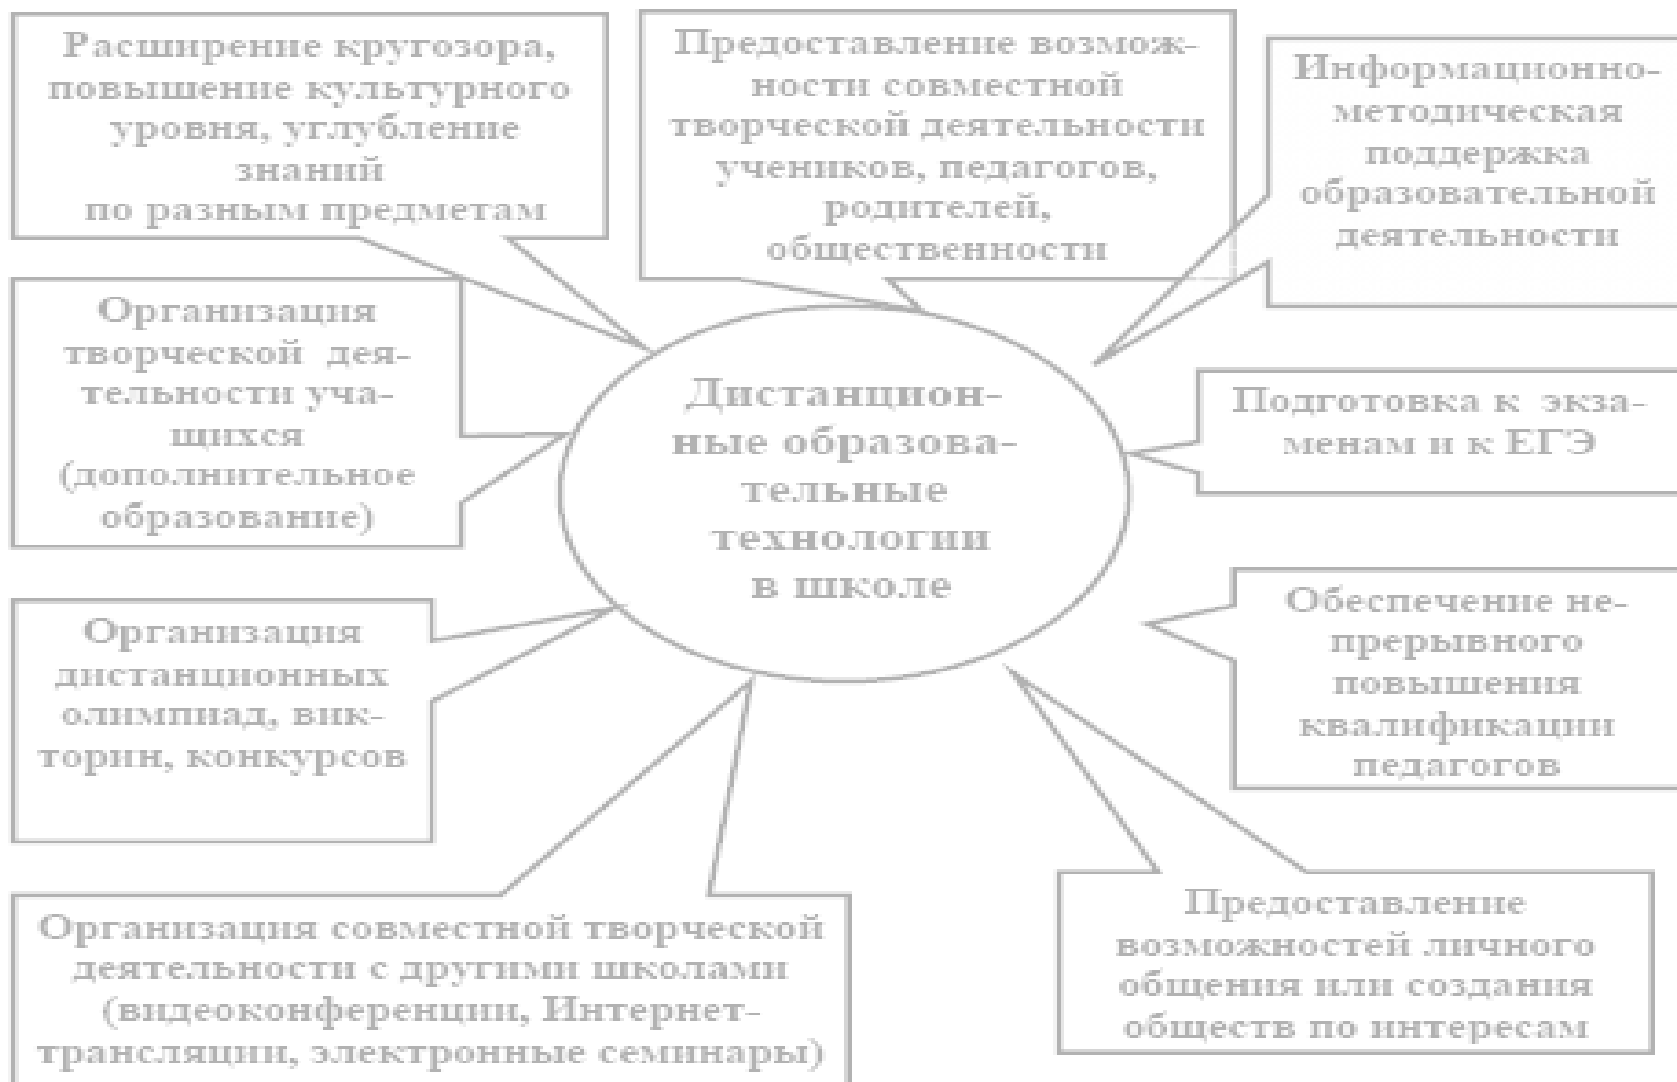 Расширение кругозора,
повышение культурного
уровня, углубление
знаний
по разным предметам
Предоставление возмож-
ности совместной
творческой деятельности
учеников, педагогов,
родителей,
общественности
Информационно-
методическая
поддержка
образовательной
деятельности
Организация
творческой дея-
тельности уча-
щихся
(дополнительное
образование)
Дистанцион-
ные образова-
тельные
технологии
в школе
Подготовка к экза-
менам и к ЕГЭ
Организация
дистанционных
олимпиад, вик-
торин, конкурсов
Обеспечение не-
прерывного
повышения
квалификации
педагогов
Организация совместной творческой
деятельности с другими школами
(видеоконференции, Интернет-
трансляции, электронные семинары)
Предоставление
возможностей личного
общения или создания
обществ по интересам